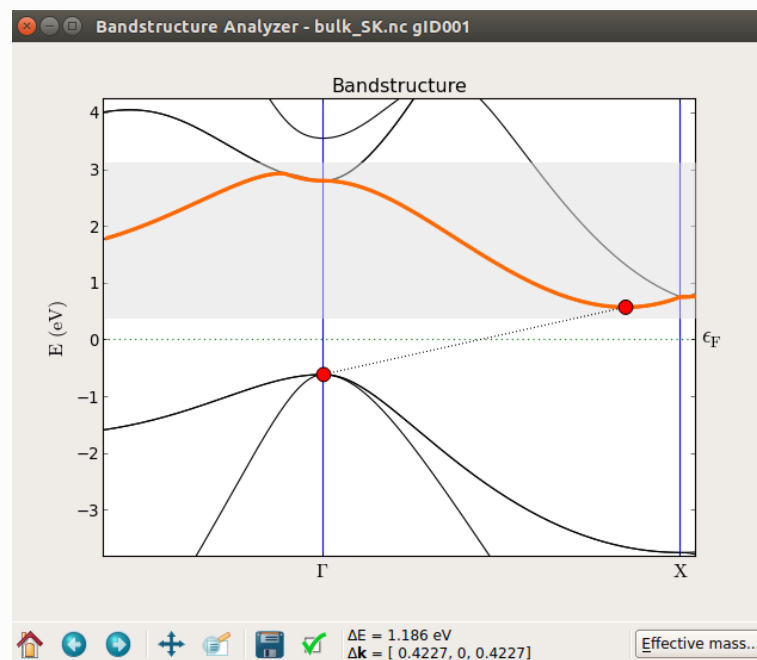 Bandstructure Analyzer - bulk_SK.nc gID001
Bandstructure
4
3
2
1
0
−1
−2
−3
E (eV)
ϵF
Γ
X
ΔE = 1.186 eV
Δk = [ 0.4227, 0, 0.4227]
Effective mass...